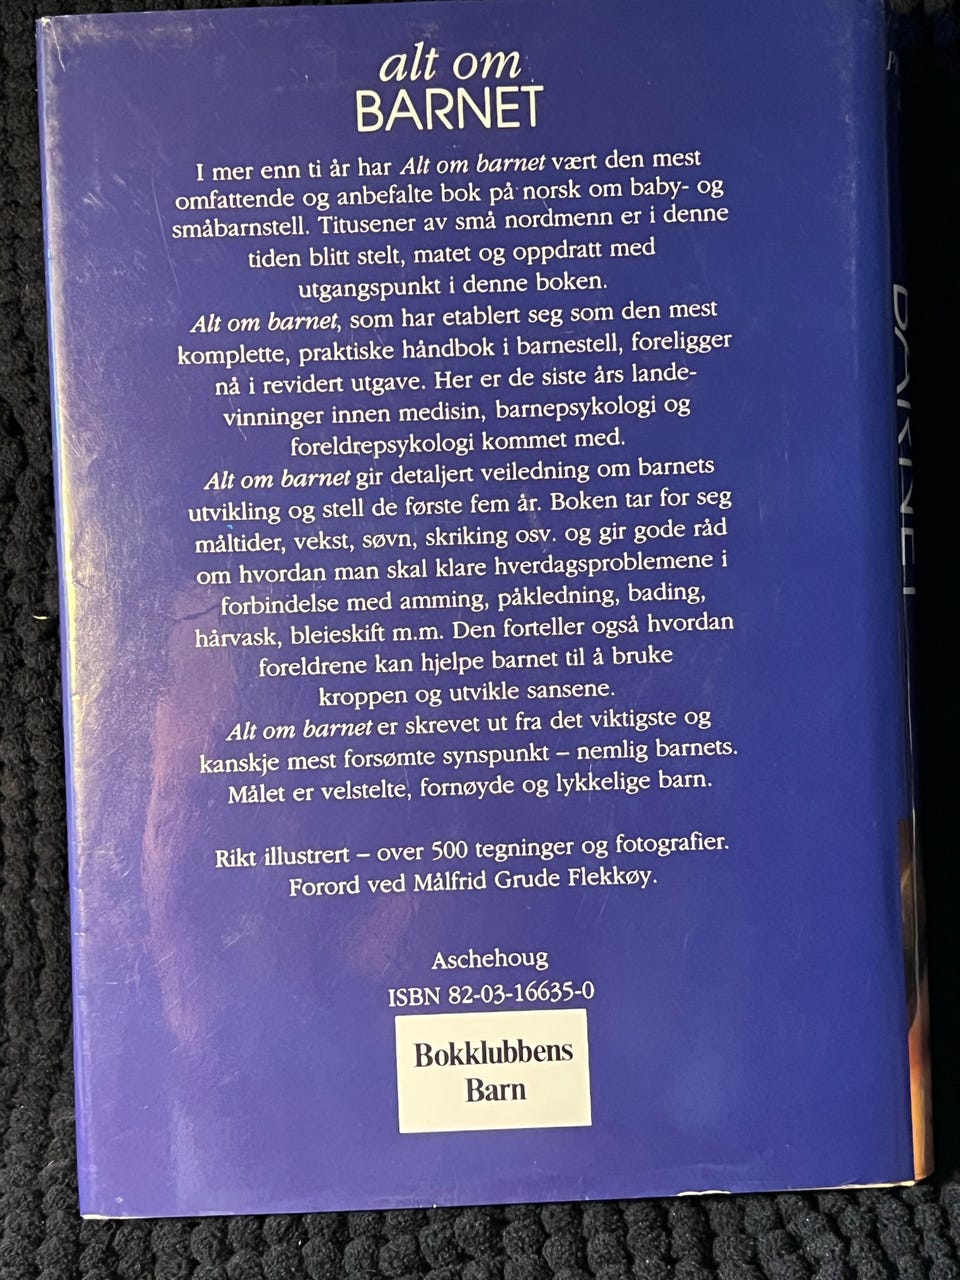 alt om
BARNET
I mer enn ti år har Alt om barnet vært den mest
omfattende og anbefalte bok på norsk om baby- og
småbarnstell. Titusener av små nordmenn er i denne
tiden blitt stelt, matet og oppdratt med
utgangspunkt i denne boken.
Alt om barnet, som har etablert seg som den mest
komplette, praktiske håndbok i barnestell, foreligger
nå i revidert utgave. Her er de siste års lande-
vinninger innen medisin, barnepsykologi og
foreldrepsykologi kommet med.
Alt om barnet gir detaljert veiledning om barnets
utvikling og stell de første fem år. Boken tar for seg
måltider, vekst, søvn, skriking osv. og gir gode råd
om hvordan man skal klare hverdagsproblemene i
forbindelse med amming, påkledning, bading,
hårvask, bleieskift m.m. Den forteller også hvordan
foreldrene kan hjelpe barnet til å bruke
kroppen og utvikle sansene.
Alt om barnet er skrevet ut fra det viktigste og
kanskje mest forsømte synspunkt – nemlig barnets.
Målet er velstelte, fornøyde og lykkelige barn.
Rikt illustrert – over 500 tegninger og fotografier.
Forord ved Målfrid Grude Flekkøy.
Aschehoug
ISBN 82-03-16635-0
Bokklubbens
Barn
BARNET